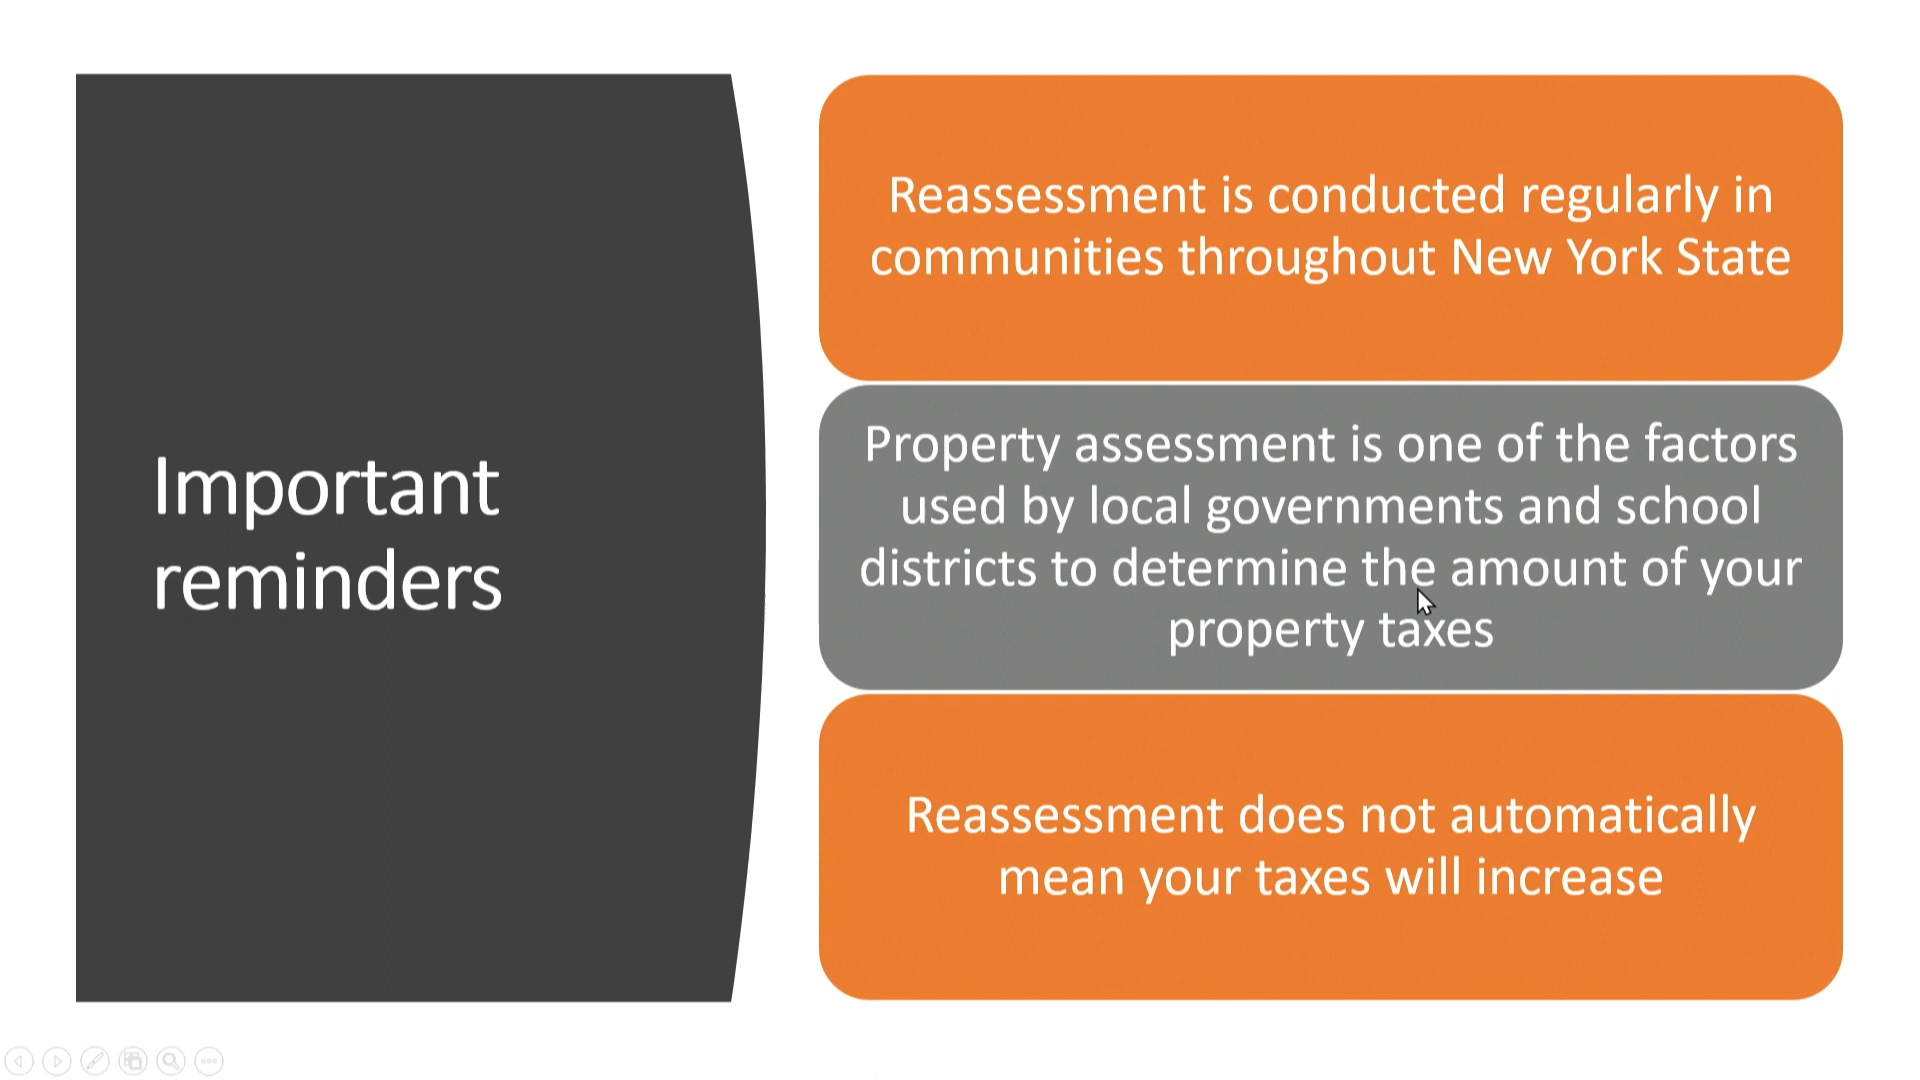 Important
reminders
Reassessment is conducted regularly in
communities throughout New York State
Property assessment is one of the factors
used by local governments and school
districts to determine the amount of your
property taxes
Reassessment does not automatically
mean your taxes will increase